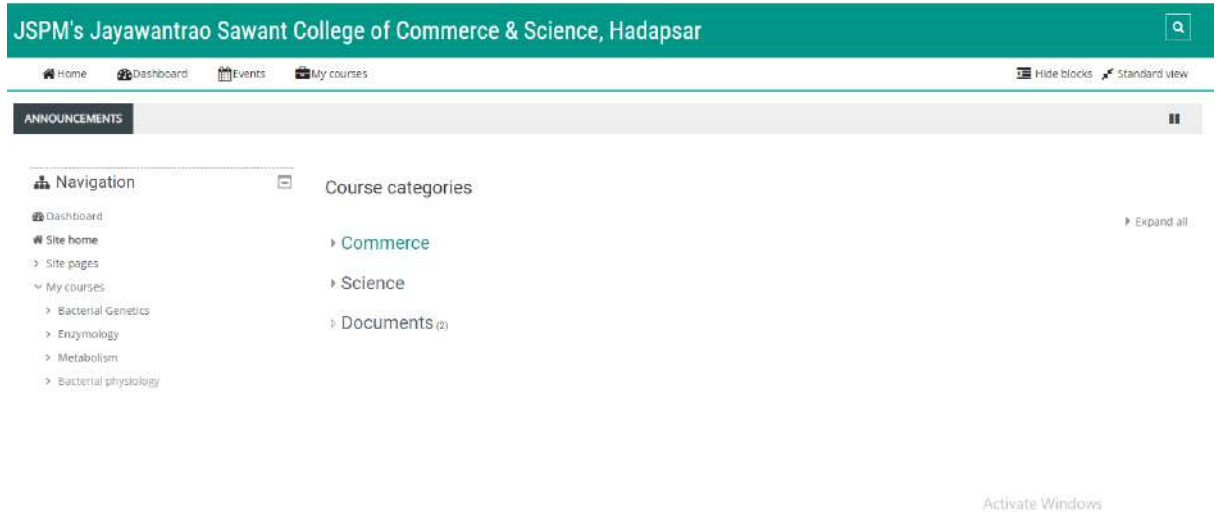 JSPM's Jayawantrao Sawant College of Commerce & Science, Hadapsar
Home Dashboard Events My courses Hide blocks Standard view
ANNOUNCEMENTS
Navigation
Dashboard
Site home
Site pages
My courses
Bacterial Genetics
Enzymology
Metabolism
Bacterial physiology
Course categories
Expand all
Commerce
Science
Documents (2)
Activate Windows